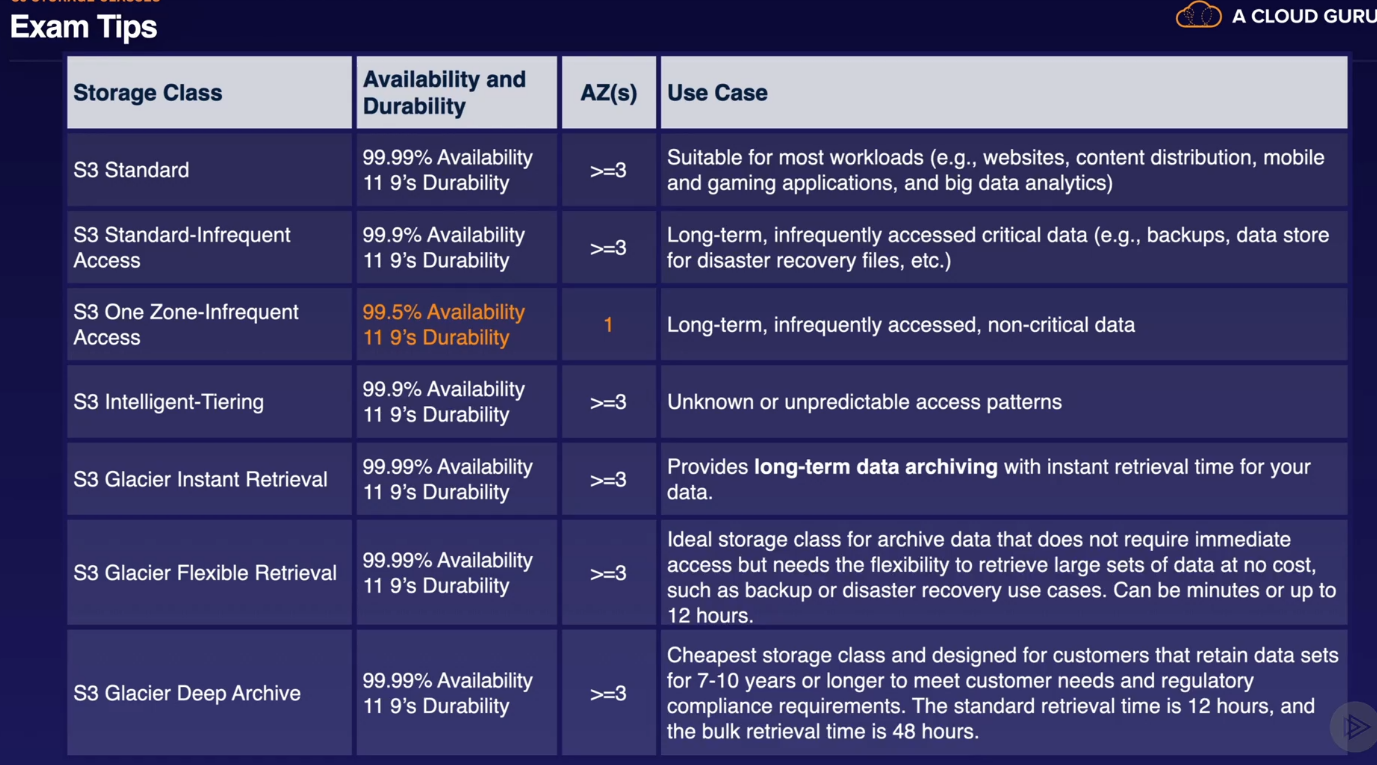 Exam Tips
A CLOUD GURU
Storage Class
Availability and
Durability
AZ(s)
Use Case
S3 Standard
99.99% Availability
11 9’s Durability
>=3
Suitable for most workloads (e.g., websites, content distribution, mobile
and gaming applications, and big data analytics)
S3 Standard-Infrequent
Access
99.9% Availability
11 9’s Durability
>=3
Long-term, infrequently accessed critical data (e.g., backups, data store
for disaster recovery files, etc.)
S3 One Zone-Infrequent
Access
99.5% Availability
11 9’s Durability
1
Long-term, infrequently accessed, non-critical data
S3 Intelligent-Tiering
99.9% Availability
11 9’s Durability
>=3
Unknown or unpredictable access patterns
S3 Glacier Instant Retrieval
99.99% Availability
11 9’s Durability
>=3
Provides long-term data archiving with instant retrieval time for your
data.
S3 Glacier Flexible Retrieval
99.99% Availability
11 9’s Durability
>=3
Ideal storage class for archive data that does not require immediate
access but needs the flexibility to retrieve large sets of data at no cost,
such as backup or disaster recovery use cases. Can be minutes or up to
12 hours.
S3 Glacier Deep Archive
99.99% Availability
11 9’s Durability
>=3
Cheapest storage class and designed for customers that retain data sets
for 7-10 years or longer to meet customer needs and regulatory
compliance requirements. The standard retrieval time is 12 hours, and
the bulk retrieval time is 48 hours.